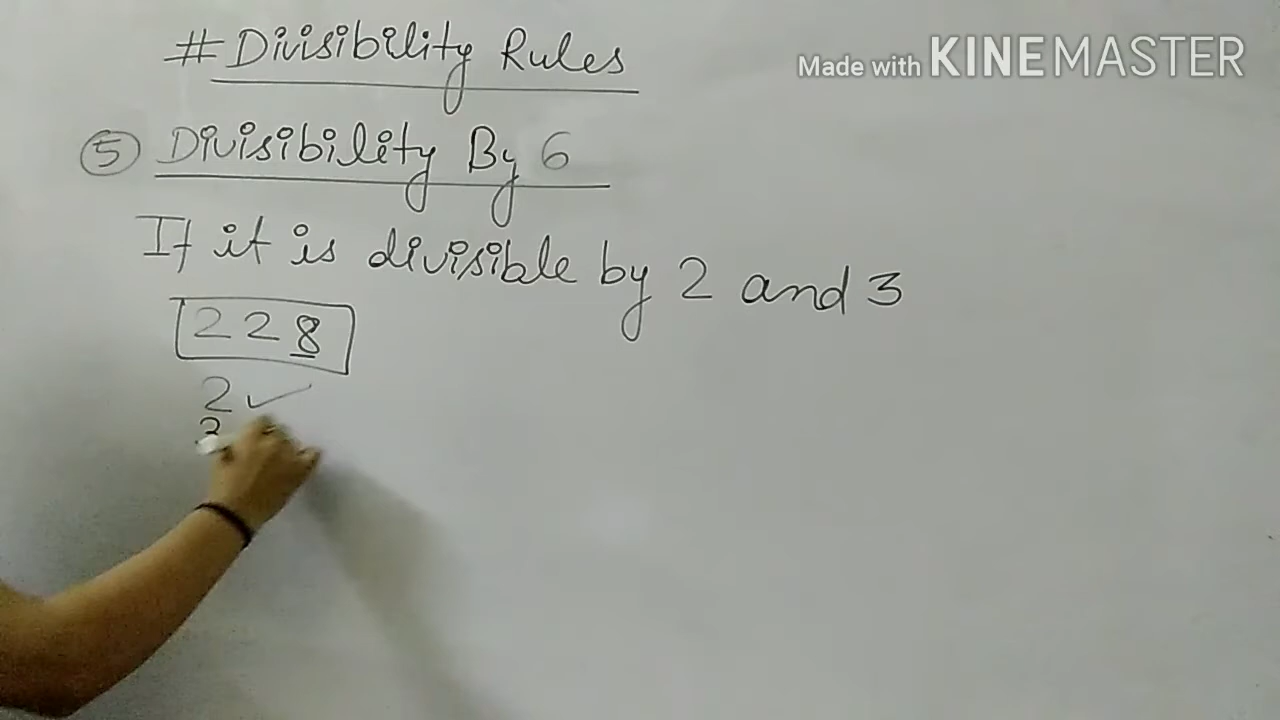 # Divisibility Rules
Made with KINEMASTER
5 Divisibility By 6
If it is divisible by 2 and 3
228
2 ✓
3